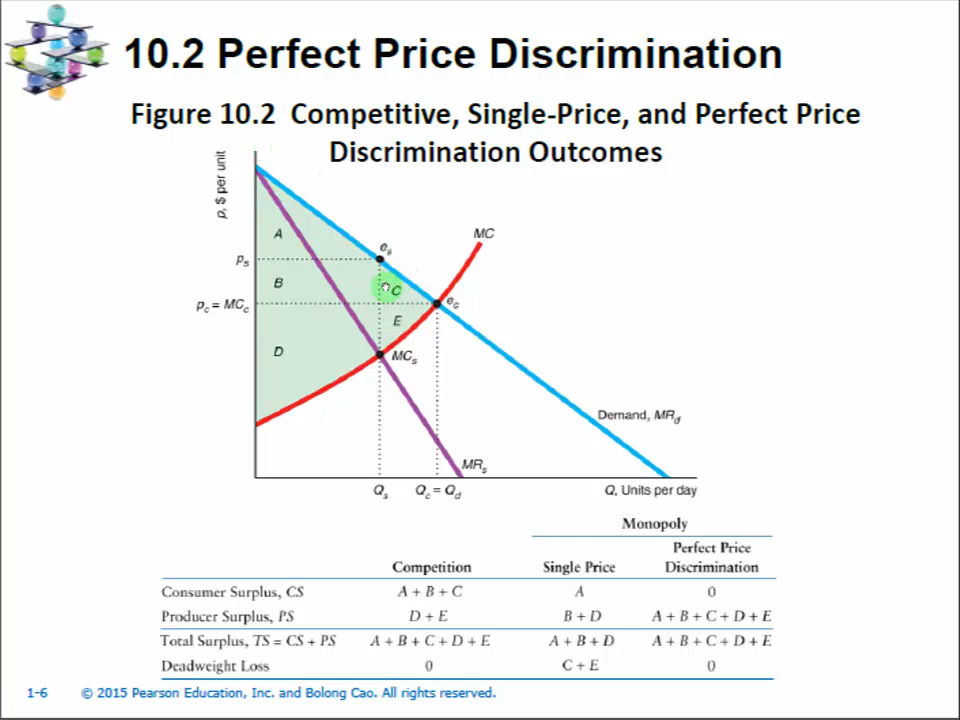 10.2 Perfect Price Discrimination
Figure 10.2 Competitive, Single-Price, and Perfect Price
Discrimination Outcomes
p, $ per unit
A
e_s
MC
p_s
B
C
p_c = MC_c
e_c
E
D
MC_s
Demand, MR_d
MR_s
Q_s
Q_c = Q_d
Q, Units per day
Monopoly
Perfect Price
Competition Single Price Discrimination
Consumer Surplus, CS A + B + C A 0
Producer Surplus, PS D + E B + D A + B + C + D + E
Total Surplus, TS = CS + PS A + B + C + D + E A + B + D A + B + C + D + E
Deadweight Loss 0 C + E 0
1-6 © 2015 Pearson Education, Inc. and Bolong Cao. All rights reserved.